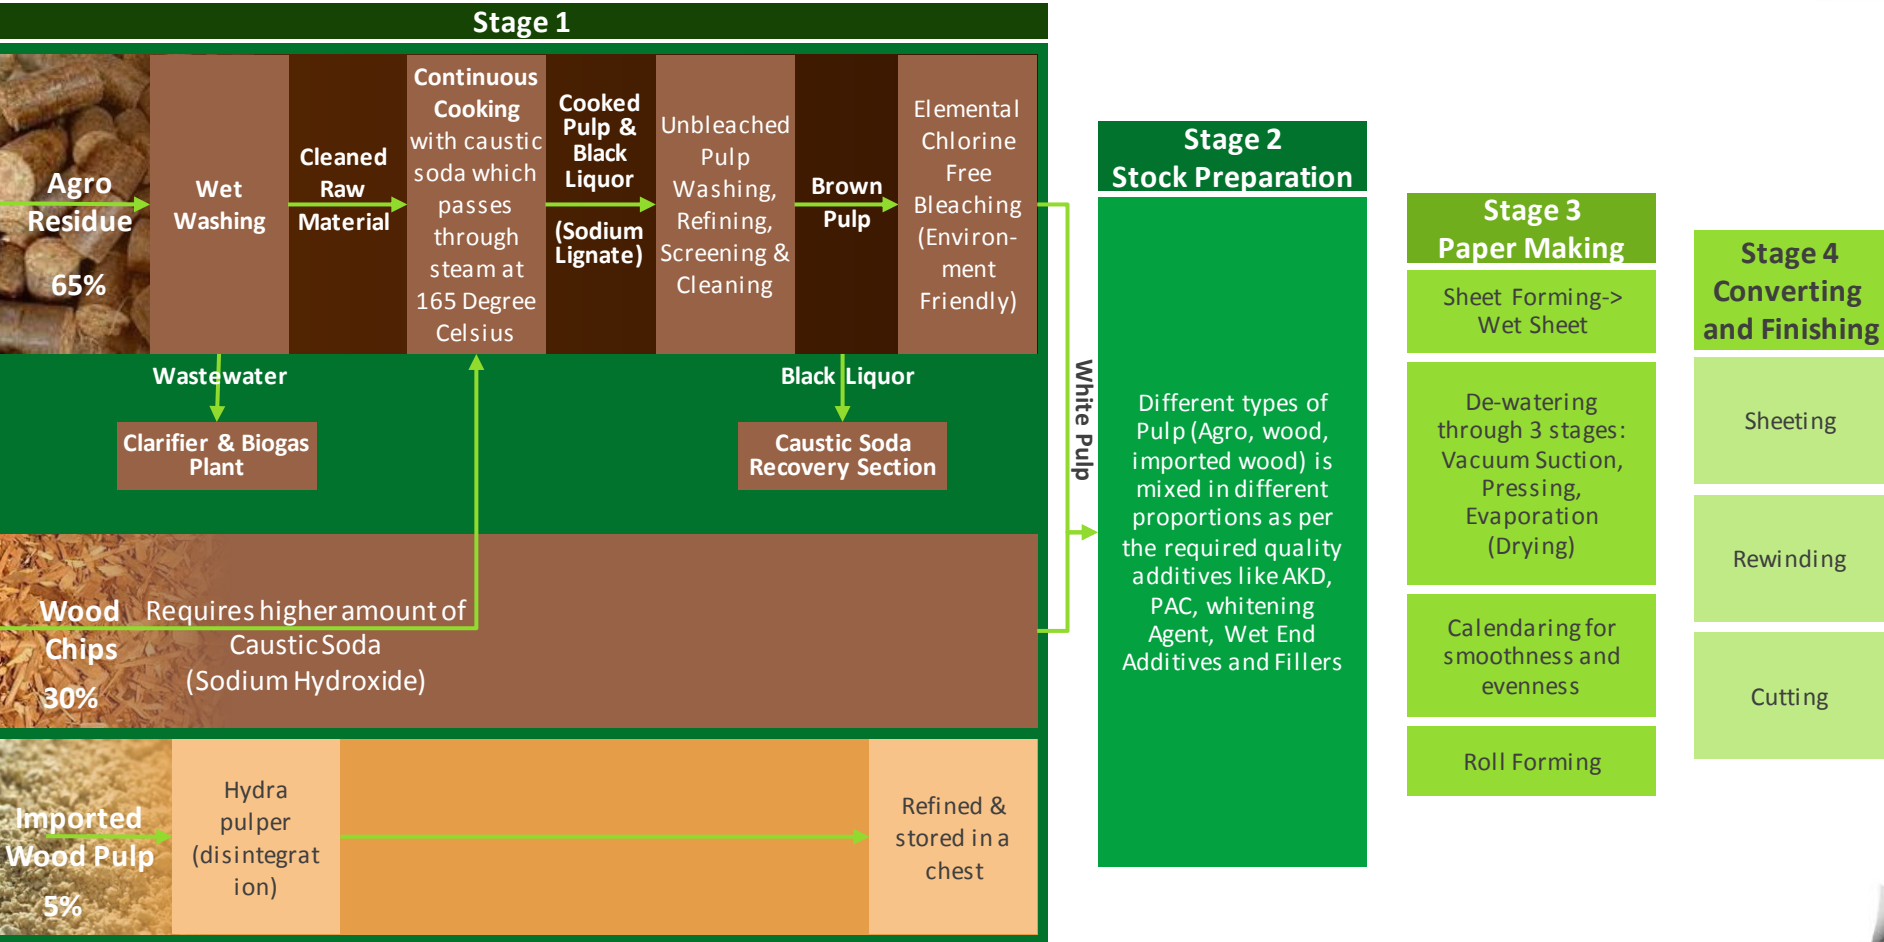 Stage 1
Agro
Residue
65%
Wet
Washing
Cleaned
Raw
Material
Continuous
Cooking
with caustic
soda which
passes
through
steam at
165 Degree
Celsius
Cooked
Pulp &
Black
Liquor
(Sodium
Lignate)
Unbleached
Pulp
Washing,
Refining,
Screening &
Cleaning
Brown
Pulp
Elemental
Chlorine
Free
Bleaching
(Environ-
ment
Friendly)
Wastewater
Clarifier & Biogas
Plant
Black Liquor
Caustic Soda
Recovery Section
Wood
Chips
30%
Requires higher amount of
Caustic Soda
(Sodium Hydroxide)
Imported
Wood Pulp
5%
Hydra
pulper
(disintegrat
ion)
Refined &
stored in a
chest
White Pulp
Stage 2
Stock Preparation
Different types of
Pulp (Agro, wood,
imported wood) is
mixed in different
proportions as per
the required quality
additives like AKD,
PAC, whitening
Agent, Wet End
Additives and Fillers
Stage 3
Paper Making
Sheet Forming->
Wet Sheet
De-watering
through 3 stages:
Vacuum Suction,
Pressing,
Evaporation
(Drying)
Calendaring for
smoothness and
evenness
Roll Forming
Stage 4
Converting
and Finishing
Sheeting
Rewinding
Cutting